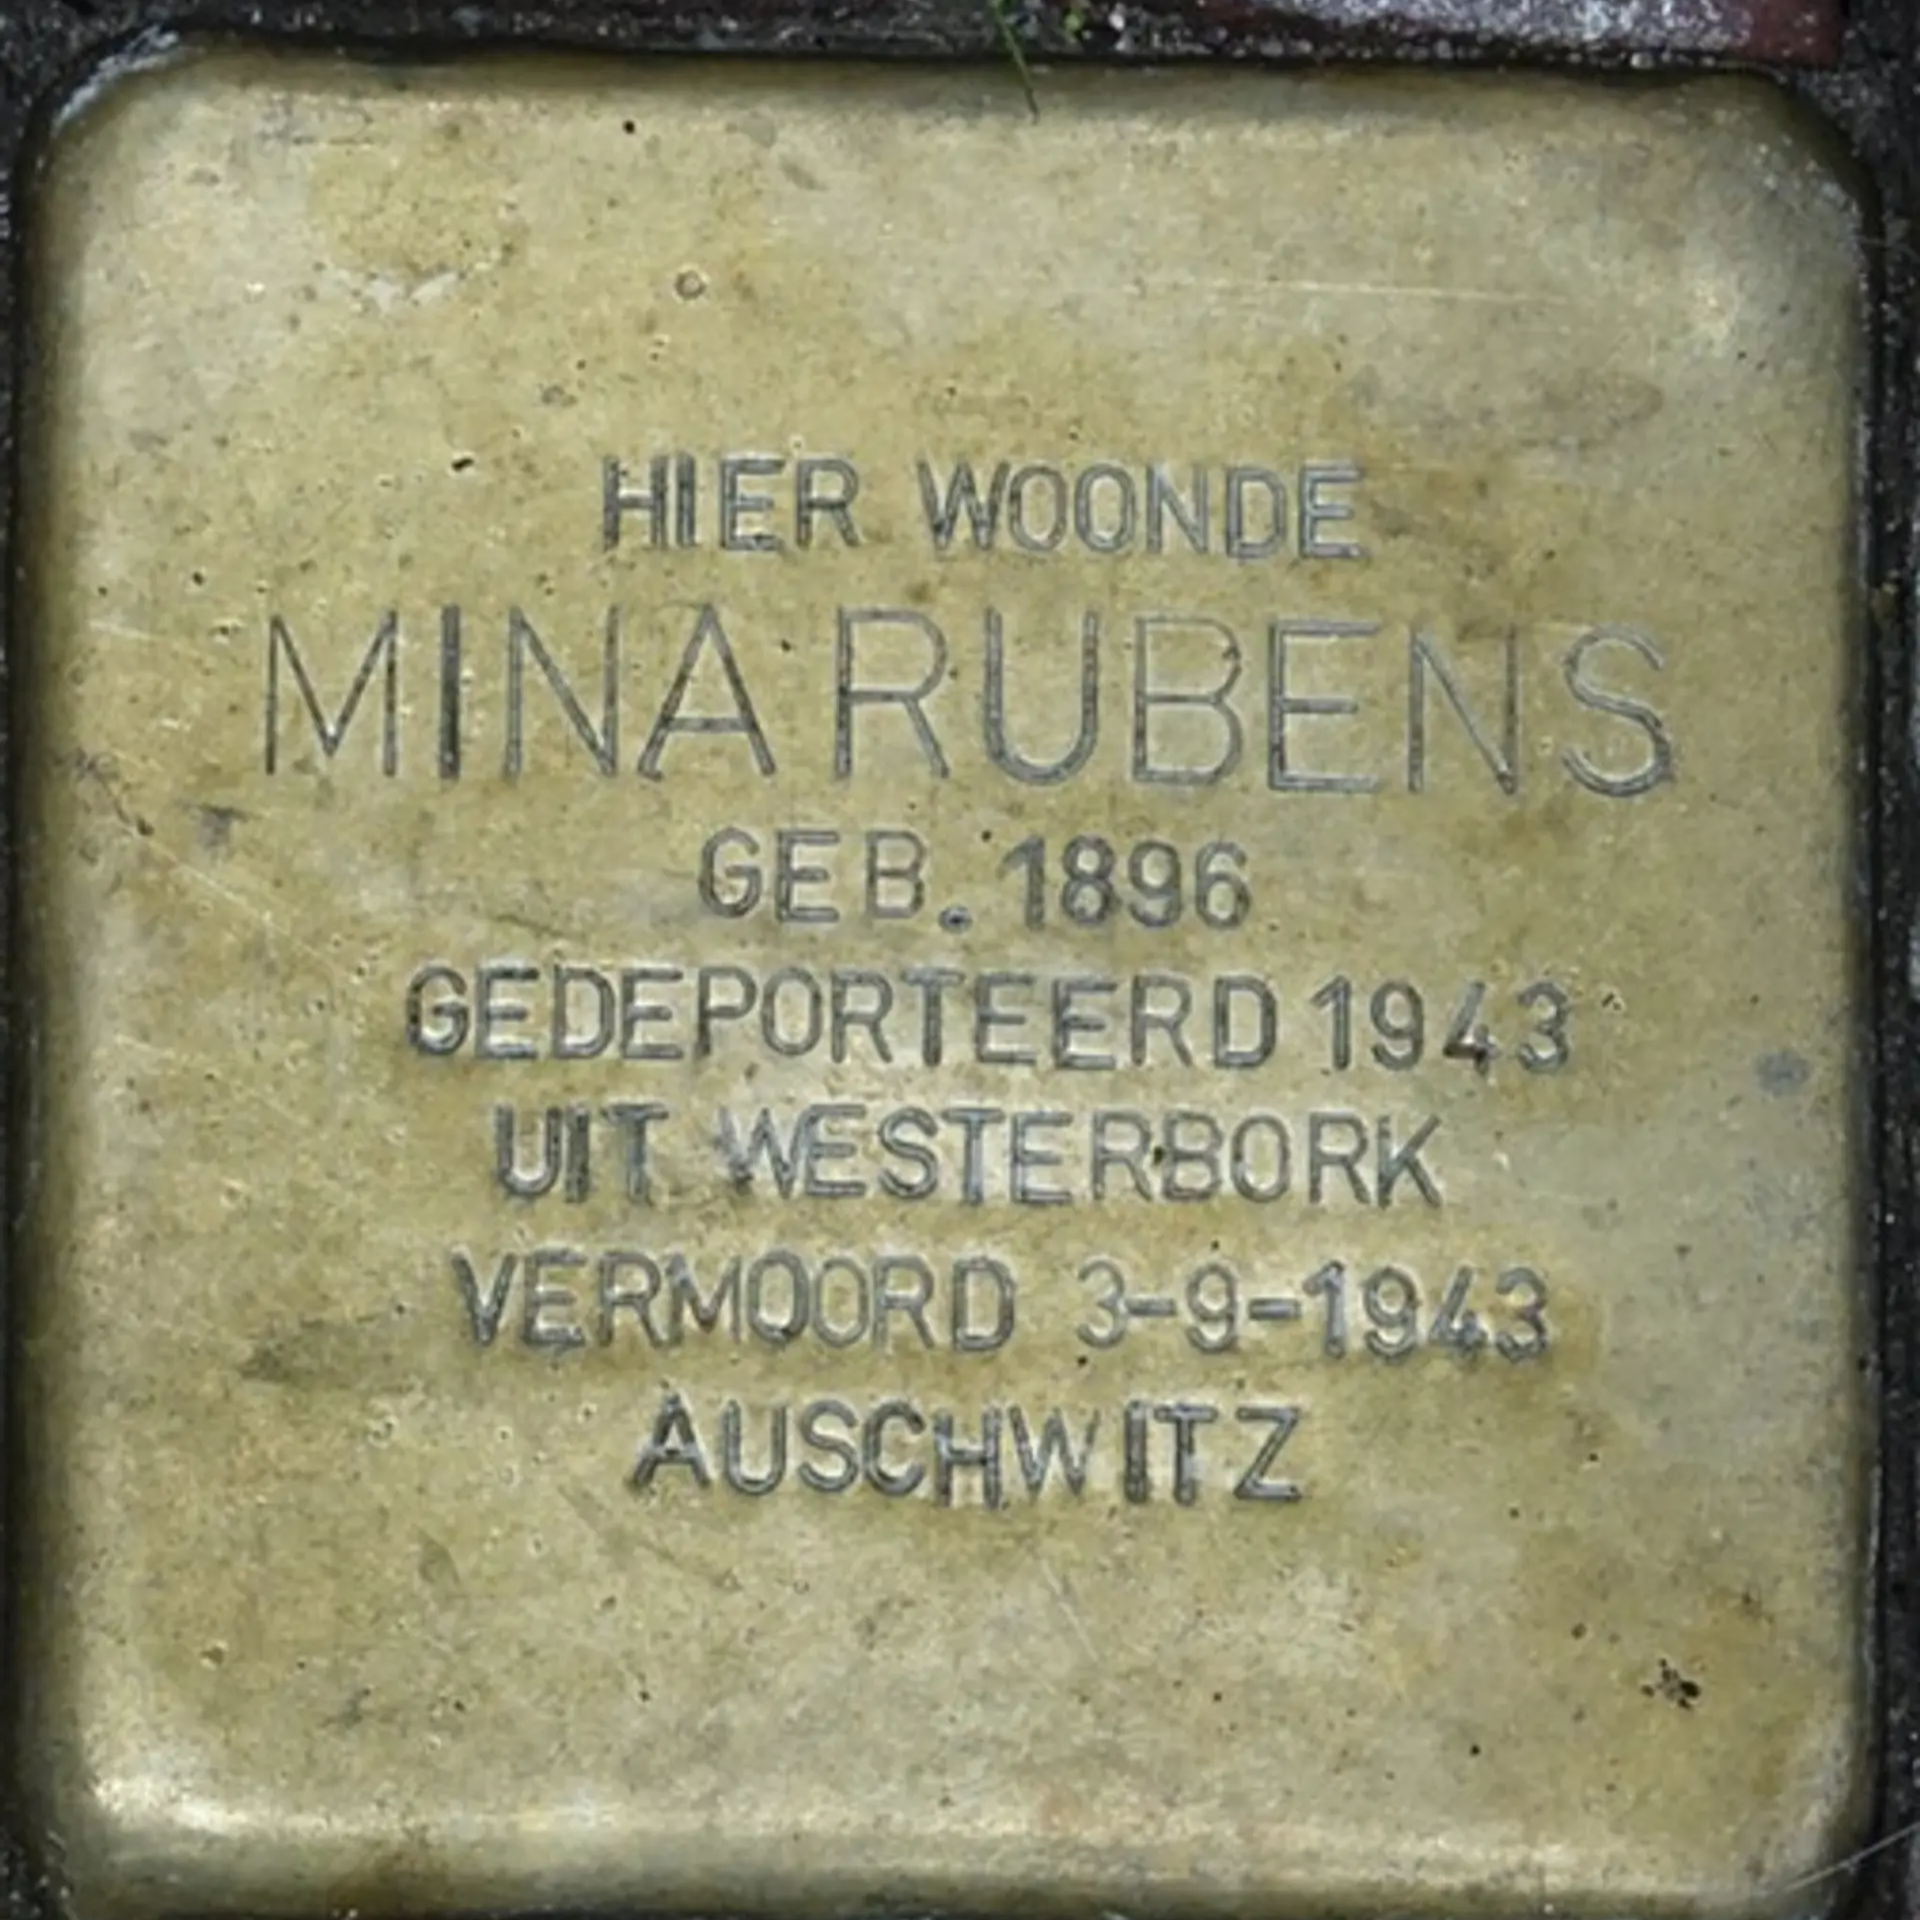 HIER WOONDE
MINA RUBENS
GEB. 1896
GEDEPORTEERD 1943
UIT WESTERBORK
VERMOORD 3-9-1943
AUSCHWITZ